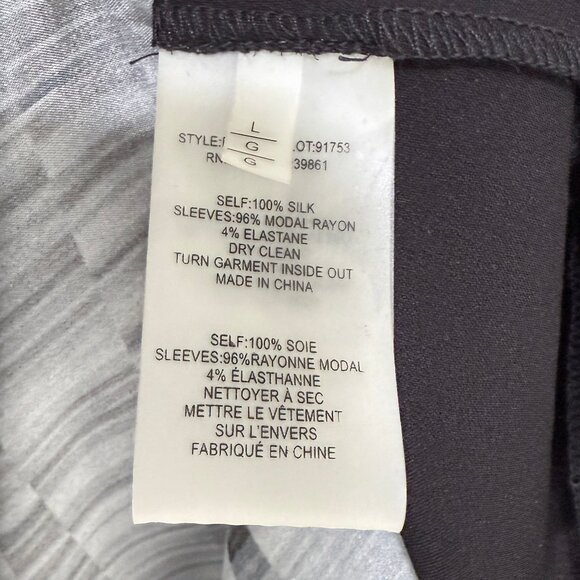 L
G
G
STYLE: LOT:91753
RN 39861
SELF:100% SILK
SLEEVES:96% MODAL RAYON
4% ELASTANE
DRY CLEAN
TURN GARMENT INSIDE OUT
MADE IN CHINA
SELF:100% SOIE
SLEEVES:96%RAYONNE MODAL
4% ÉLASTHANNE
NETTOYER À SEC
METTRE LE VÊTEMENT
SUR L'ENVERS
FABRIQUÉ EN CHINE